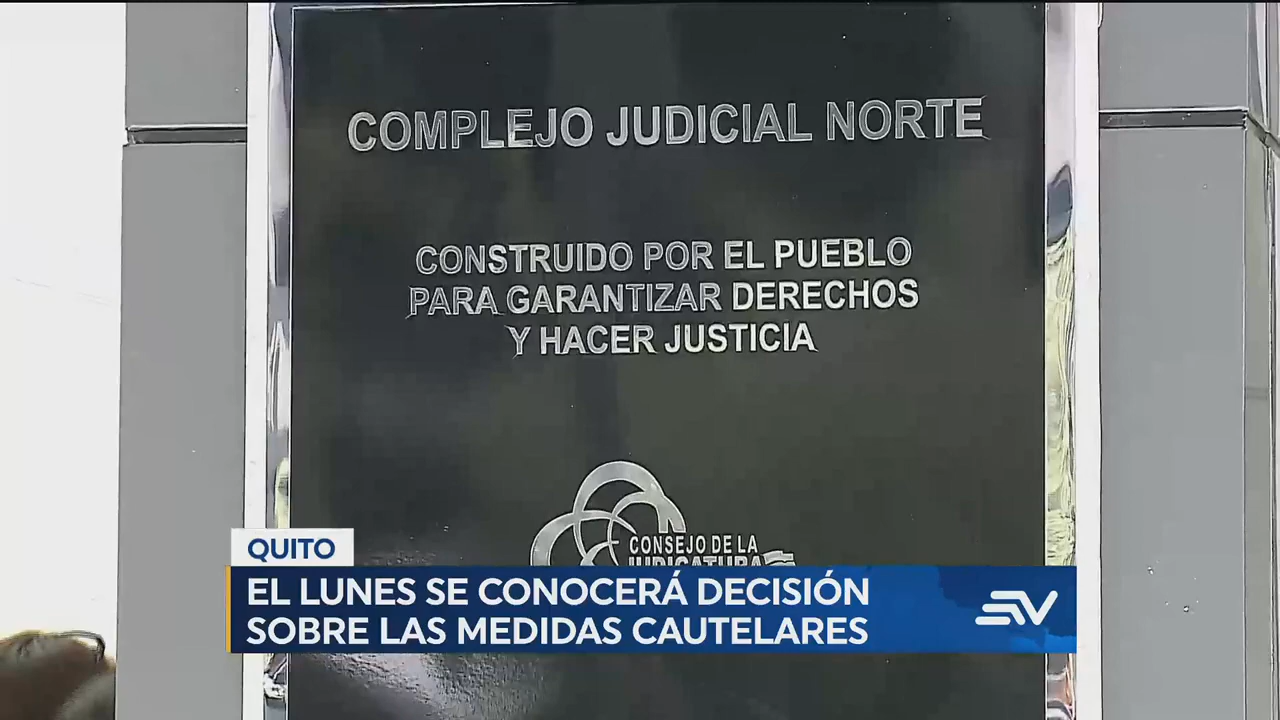 COMPLEJO JUDICIAL NORTE
CONSTRUIDO POR EL PUEBLO
PARA GARANTIZAR DERECHOS
Y HACER JUSTICIA
CONSEJO DE LA
JUDICATURA
QUITO
EL LUNES SE CONOCERÁ DECISIÓN
SOBRE LAS MEDIDAS CAUTELARES